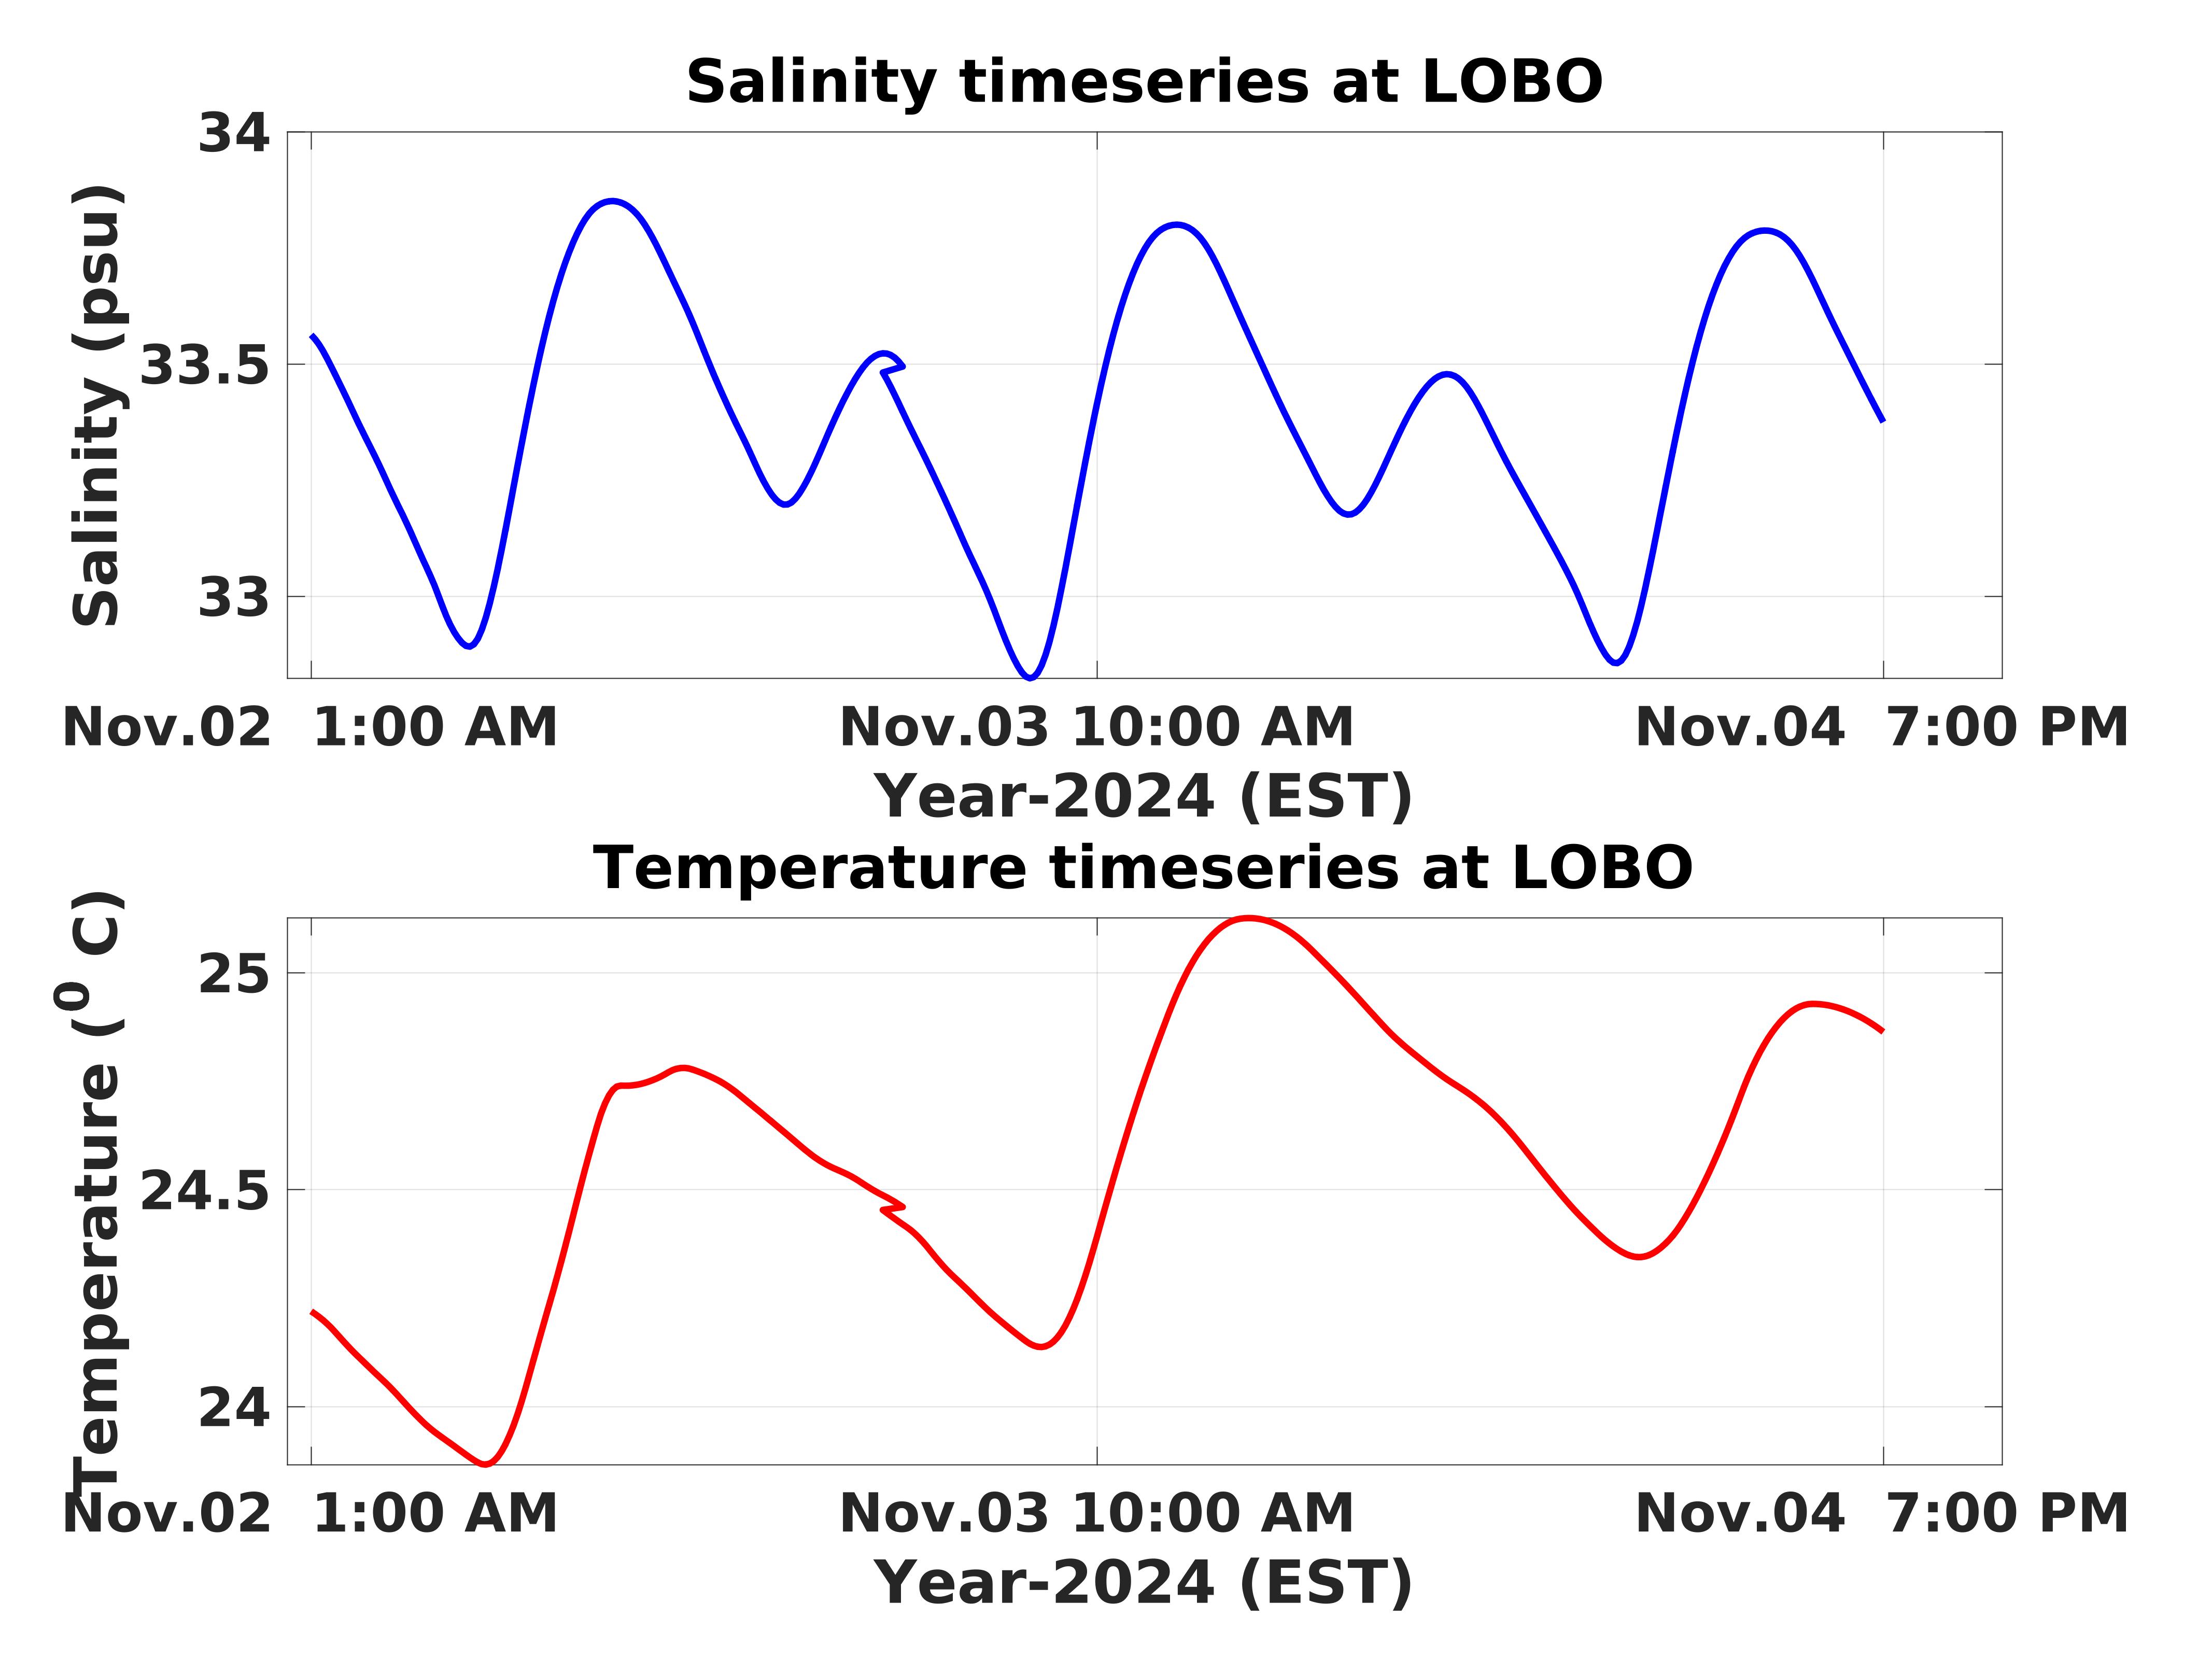 Salinity timeseries at LOBO
Salinity (psu)
34
33.5
33
Nov.02  1:00 AM
Nov.03 10:00 AM
Nov.04  7:00 PM
Year-2024 (EST)
Temperature timeseries at LOBO
Temperature (⁰ C)
25
24.5
24
Nov.02  1:00 AM
Nov.03 10:00 AM
Nov.04  7:00 PM
Year-2024 (EST)